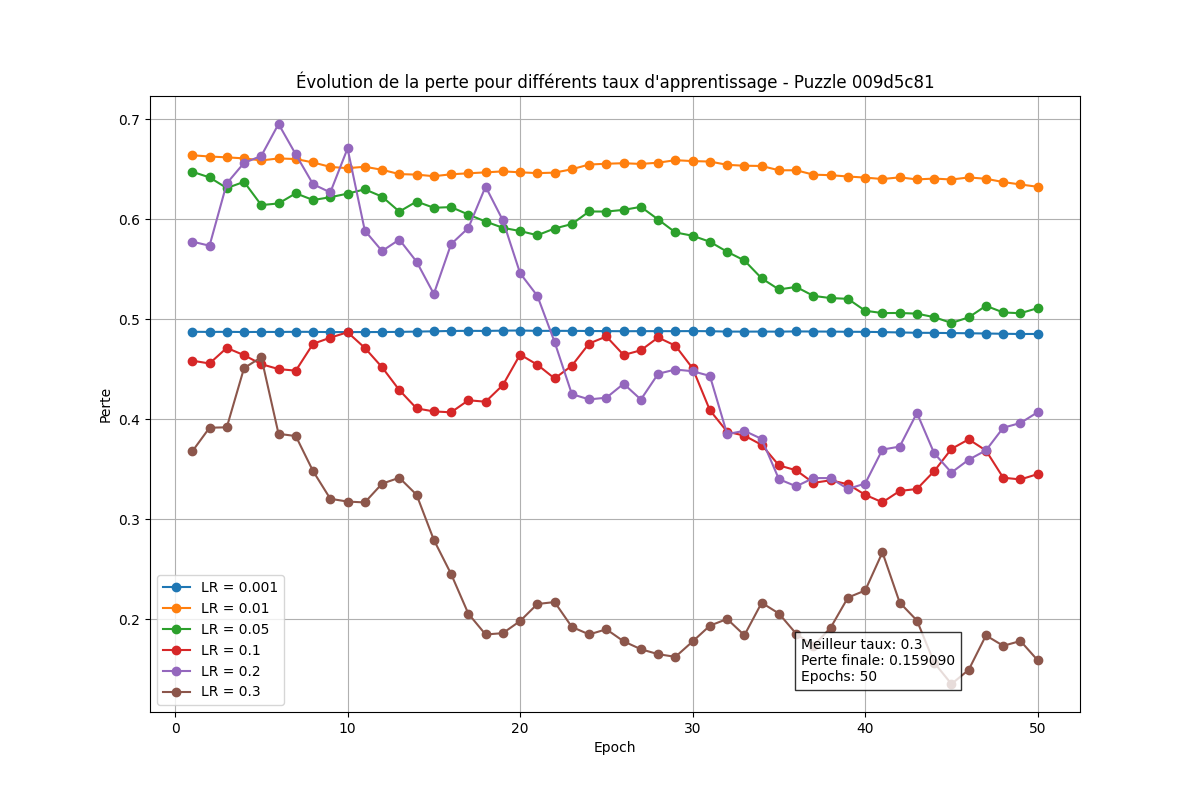 Évolution de la perte pour différents taux d'apprentissage - Puzzle 009d5c81
0.7
0.6
0.5
0.4
0.3
0.2
Perte
LR = 0.001
LR = 0.01
LR = 0.05
LR = 0.1
LR = 0.2
LR = 0.3
Meilleur taux: 0.3
Perte finale: 0.159090
Epochs: 50
0 10 20 30 40 50
Epoch